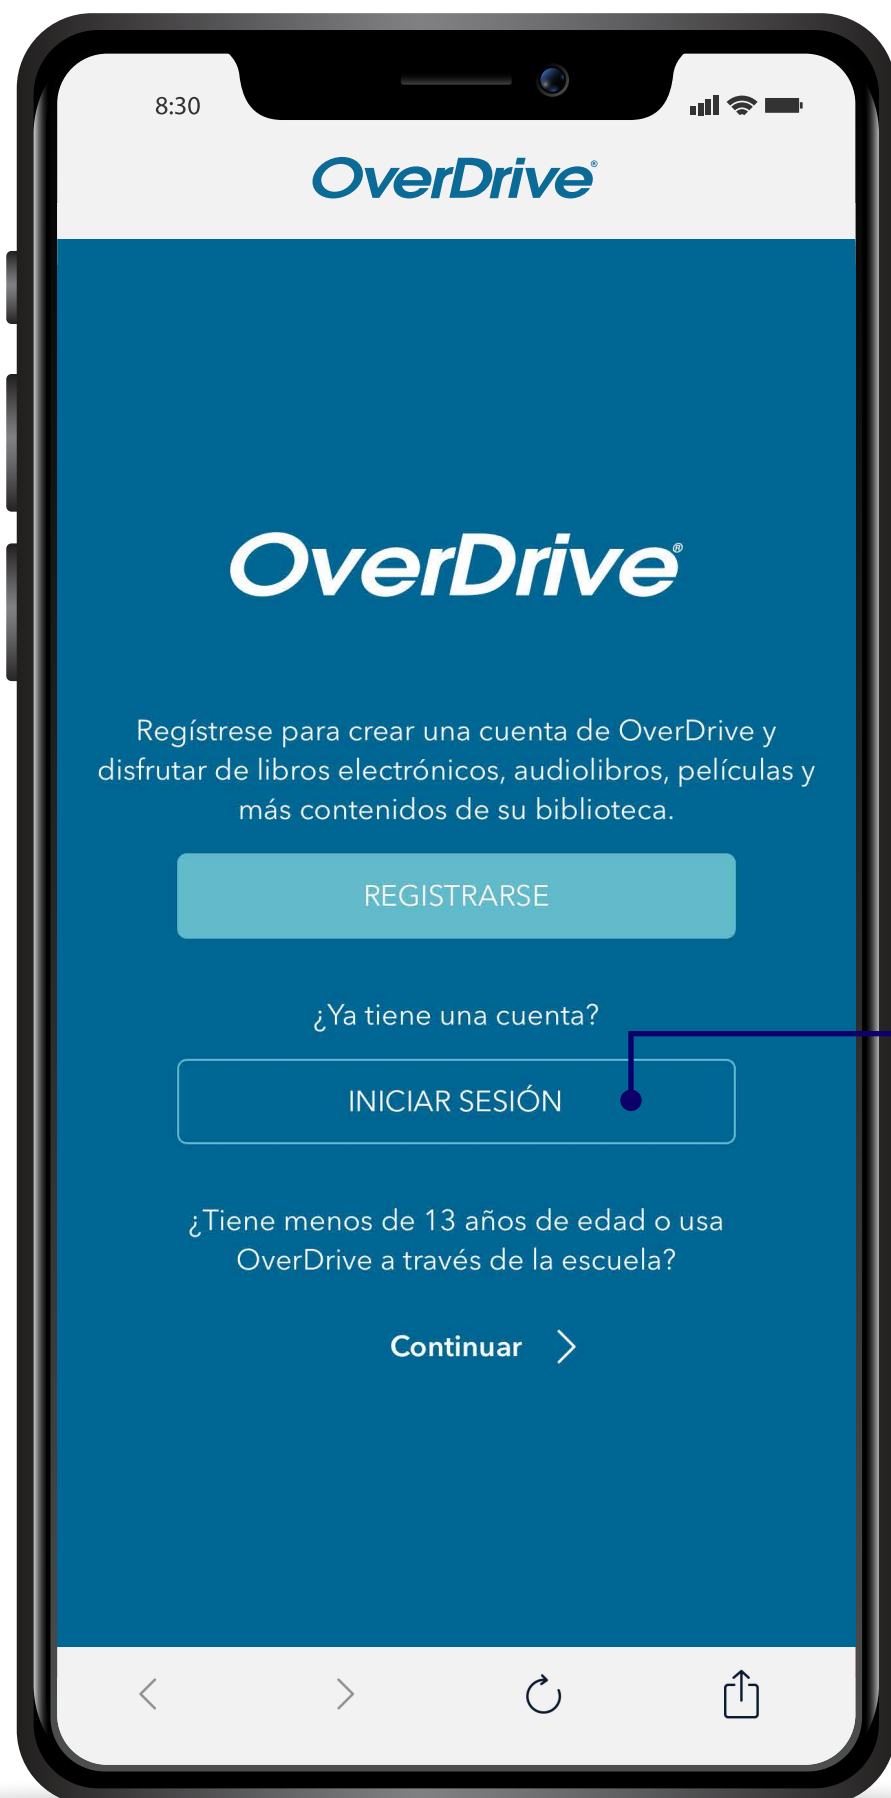 8:30
OverDrive®
OverDrive®
Regístrese para crear una cuenta de OverDrive y
disfrutar de libros electrónicos, audiolibros, películas y
más contenidos de su biblioteca.
REGISTRARSE
¿Ya tiene una cuenta?
INICIAR SESIÓN
¿Tiene menos de 13 años de edad o usa
OverDrive a través de la escuela?
Continuar